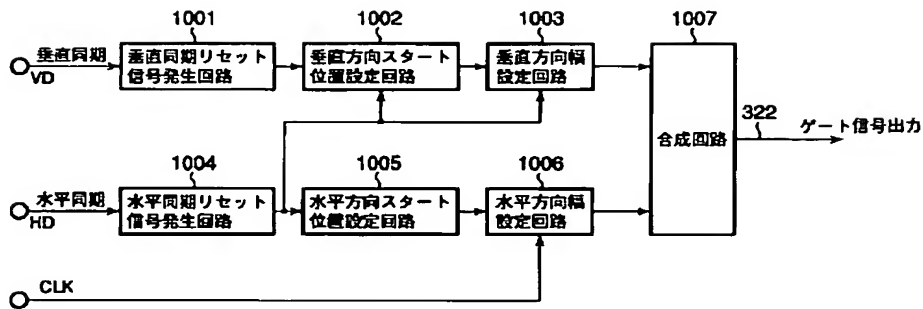 1001
1002
1003
1007
垂直同期
VD
垂直同期リセット
信号発生回路
垂直方向スタート
位置設定回路
垂直方向幅
設定回路
合成回路
322
ゲート信号出力
1004
1005
1006
水平同期
HD
水平同期リセット
信号発生回路
水平方向スタート
位置設定回路
水平方向幅
設定回路
CLK